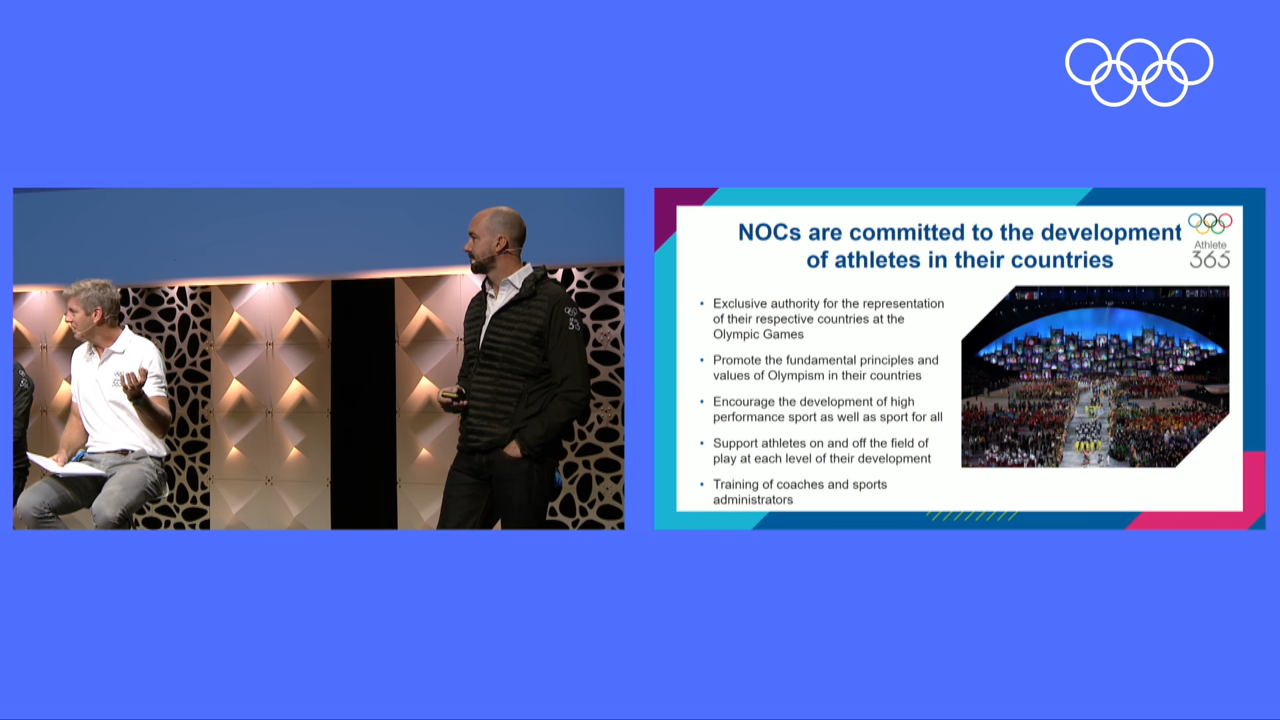 NOCs are committed to the development
of athletes in their countries
Athlete
365
• Exclusive authority for the representation
of their respective countries at the
Olympic Games
• Promote the fundamental principles and
values of Olympism in their countries
• Encourage the development of high
performance sport as well as sport for all
• Support athletes on and off the field of
play at each level of their development
• Training of coaches and sports
administrators